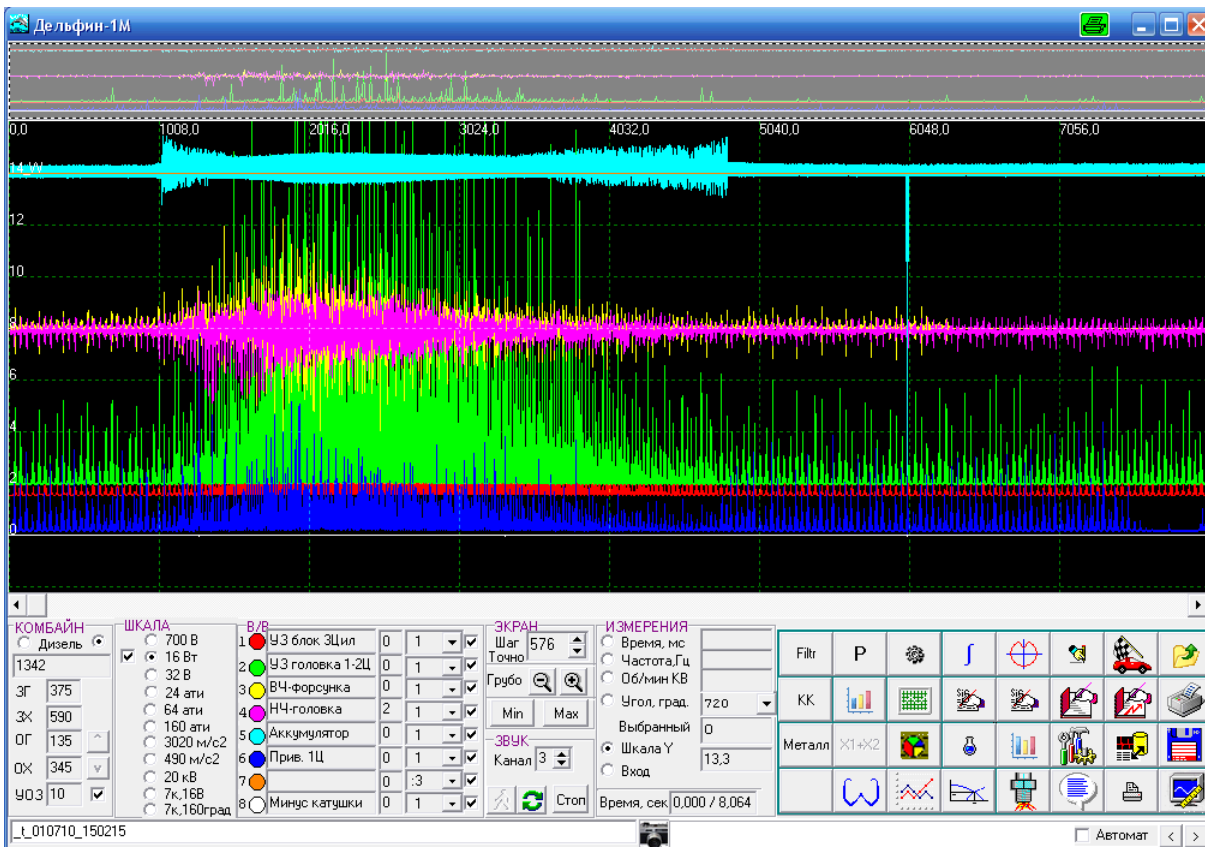 Дельфин-1М
0,0 1008,0 2016,0 3024,0 4032,0 5040,0 6048,0 7056,0
14_W
12
10
8
6
4
2
0
КОМБАЙН
Дизель
1342
ЗГ 375
ЗХ 590
ОГ 135
ОХ 345
УОЗ 10
ШКАЛА
700 В
16 Вт
32 В
24 ати
64 ати
160 ати
3020 м/с2
490 м/с2
20 кВ
7к,16В
7к,160град
В/В
1 УЗ блок 3Цил 0 1
2 УЗ головка 1-2Ц 0 1
3 ВЧ-форсунка 0 1
4 НЧ-головка 2 1
5 Аккумулятор 0 1
6 Прив. 1Ц 0 1
7 0 :3
8 Минус катушки 0 1
ЭКРАН
Шаг 576
Точно
Грубо
Min Max
ЗВУК
Канал 3
Стоп
ИЗМЕРЕНИЯ
Время, мс
Частота,Гц
Об/мин КВ
Угол, град. 720
Выбранный 0
Шкала Y
13,3
Вход
Время, сек 0,000 / 8,064
Filtr P
КК Sig Sig
Металл X1+X2
_t_010710_150215
Автомат < >